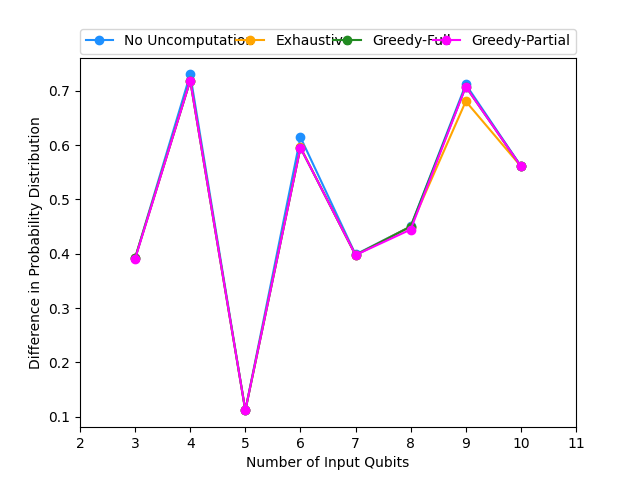 No Uncomputation Exhaustive Greedy-Full Greedy-Partial
0.7
0.6
0.5
0.4
0.3
0.2
0.1
Difference in Probability Distribution
2 3 4 5 6 7 8 9 10 11
Number of Input Qubits